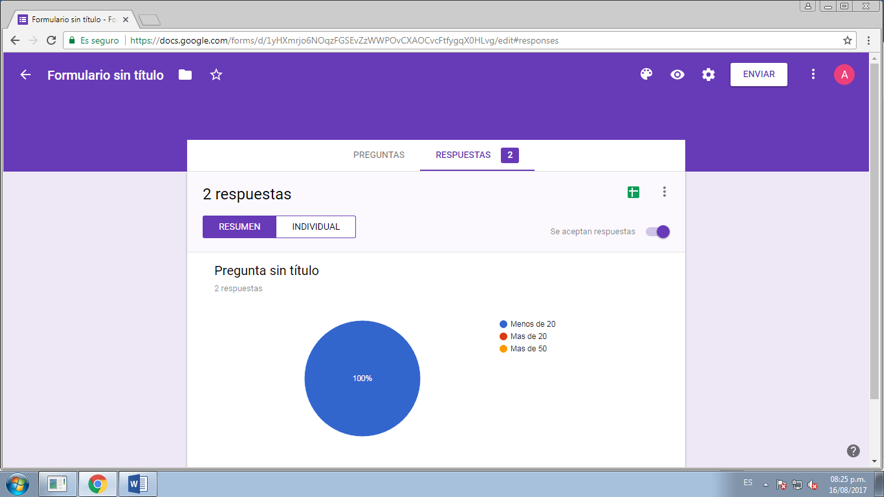 Formulario sin título - Fo
Es seguro
https://docs.google.com/forms/d/1yHXmrjo6NOqzFGSEvZzWWPOvCXAOCvcFtfygqX0HLvg/edit#responses
Formulario sin título
ENVIAR
A
PREGUNTAS
RESPUESTAS
2
2 respuestas
RESUMEN
INDIVIDUAL
Se aceptan respuestas
Pregunta sin título
2 respuestas
100%
Menos de 20
Mas de 20
Mas de 50
ES
08:25 p.m.
16/08/2017